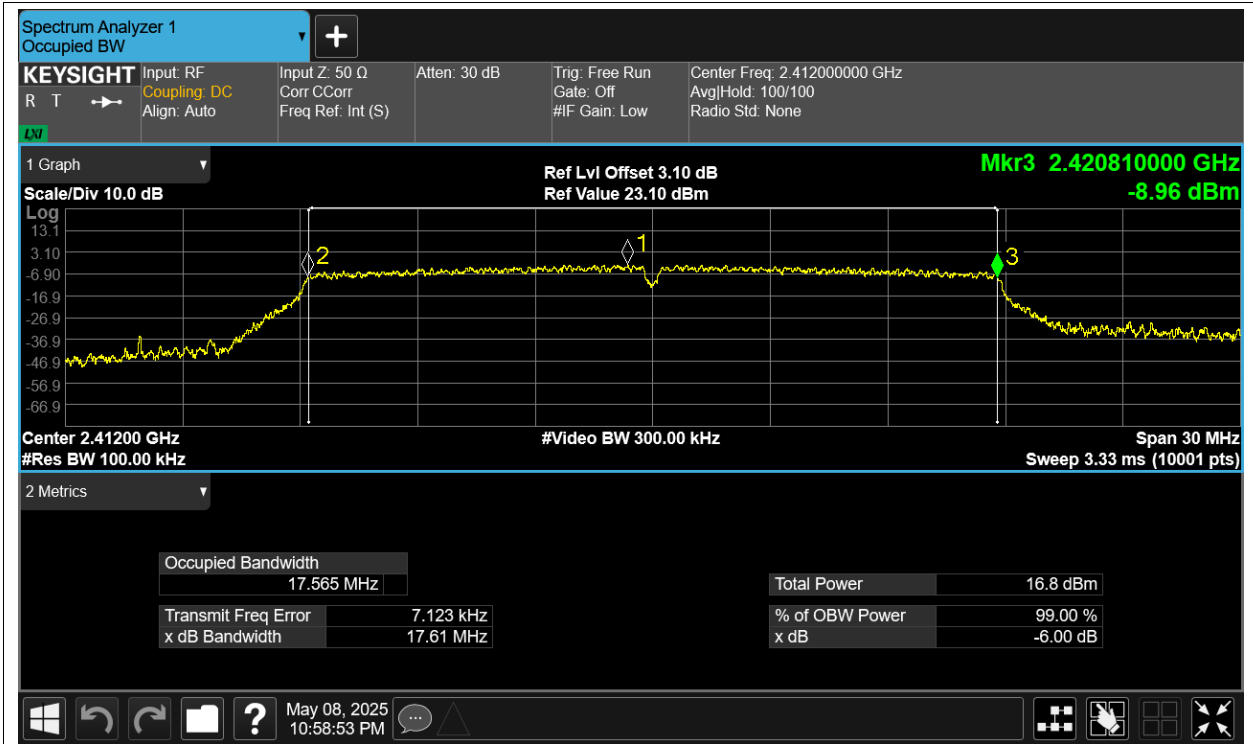 Spectrum Analyzer 1
Occupied BW
KEYSIGHT
R T
LXI
Input: RF
Coupling: DC
Align: Auto
Input Z: 50 Ω
Corr CCorr
Freq Ref: Int (S)
Atten: 30 dB
Trig: Free Run
Gate: Off
#IF Gain: Low
Center Freq: 2.412000000 GHz
Avg|Hold: 100/100
Radio Std: None
1 Graph
Scale/Div 10.0 dB
Ref Lvl Offset 3.10 dB
Ref Value 23.10 dBm
Mkr3 2.420810000 GHz
-8.96 dBm
Log
13.1
3.10
-6.90
-16.9
-26.9
-36.9
-46.9
-56.9
-66.9
2
1
3
Center 2.41200 GHz
#Video BW 300.00 kHz
Span 30 MHz
#Res BW 100.00 kHz
Sweep 3.33 ms (10001 pts)
2 Metrics
Occupied Bandwidth
17.565 MHz
Transmit Freq Error 7.123 kHz
x dB Bandwidth 17.61 MHz
Total Power 16.8 dBm
% of OBW Power 99.00 %
x dB -6.00 dB
?
May 08, 2025
10:58:53 PM